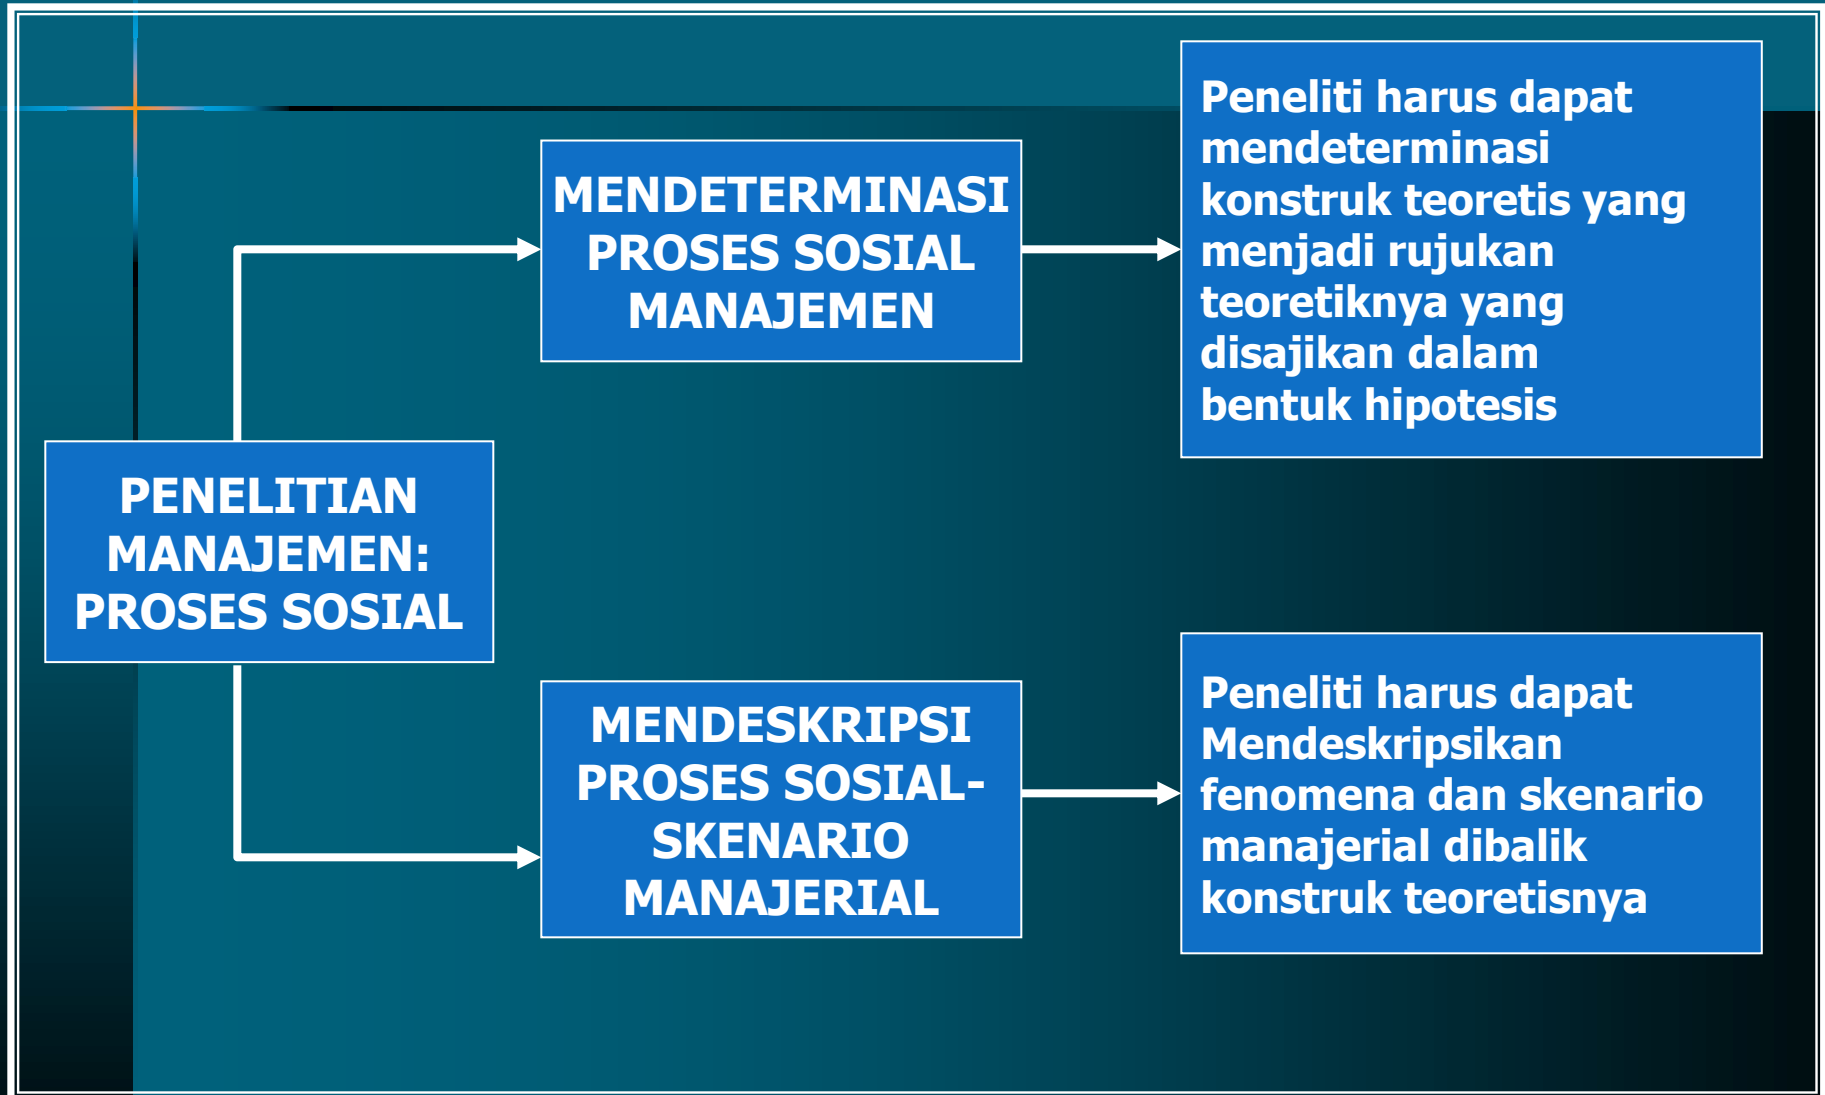 PENELITIAN
MANAJEMEN:
PROSES SOSIAL
MENDETERMINASI
PROSES SOSIAL
MANAJEMEN
Peneliti harus dapat
mendeterminasi
konstruk teoretis yang
menjadi rujukan
teoretiknya yang
disajikan dalam
bentuk hipotesis
MENDESKRIPSI
PROSES SOSIAL-
SKENARIO
MANAJERIAL
Peneliti harus dapat
Mendeskripsikan
fenomena dan skenario
manajerial dibalik
konstruk teoretisnya